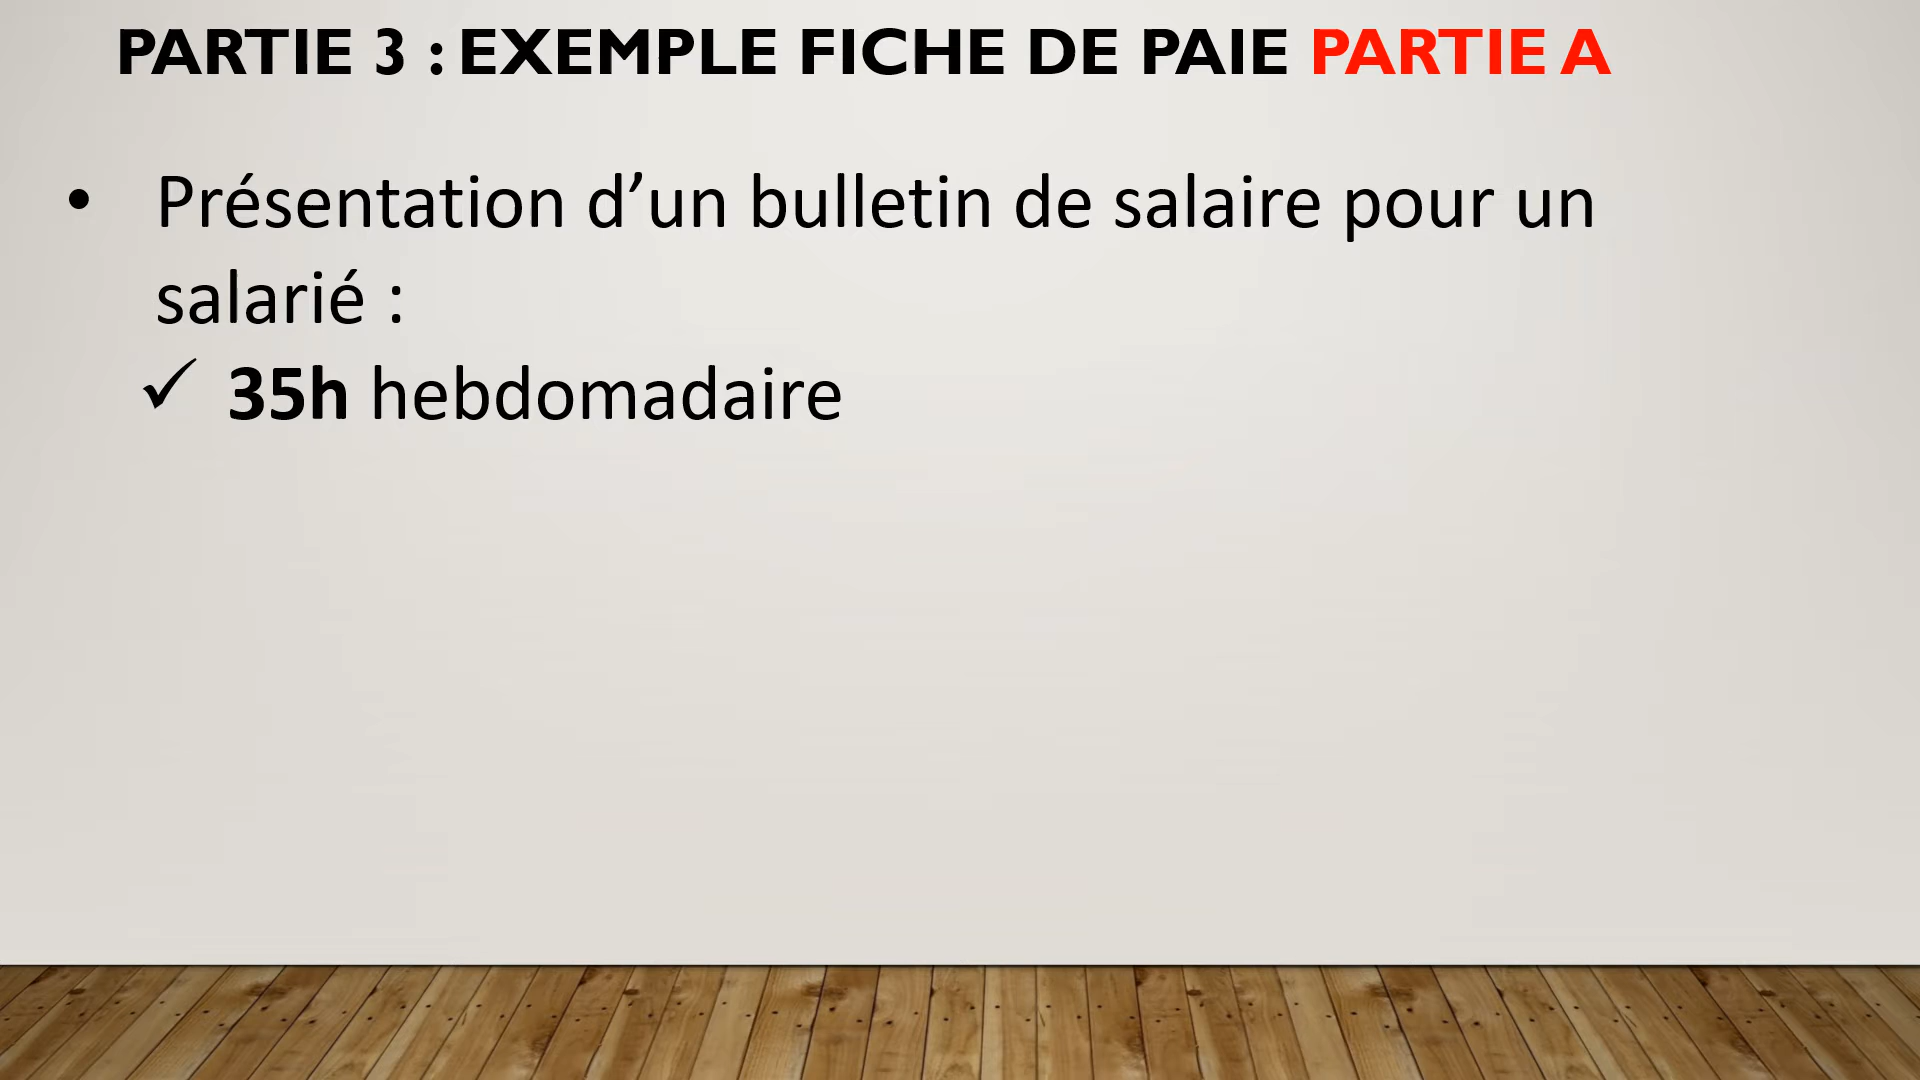 PARTIE 3 : EXEMPLE FICHE DE PAIE PARTIE A
• Présentation d’un bulletin de salaire pour un
salarié :
✓ 35h hebdomadaire